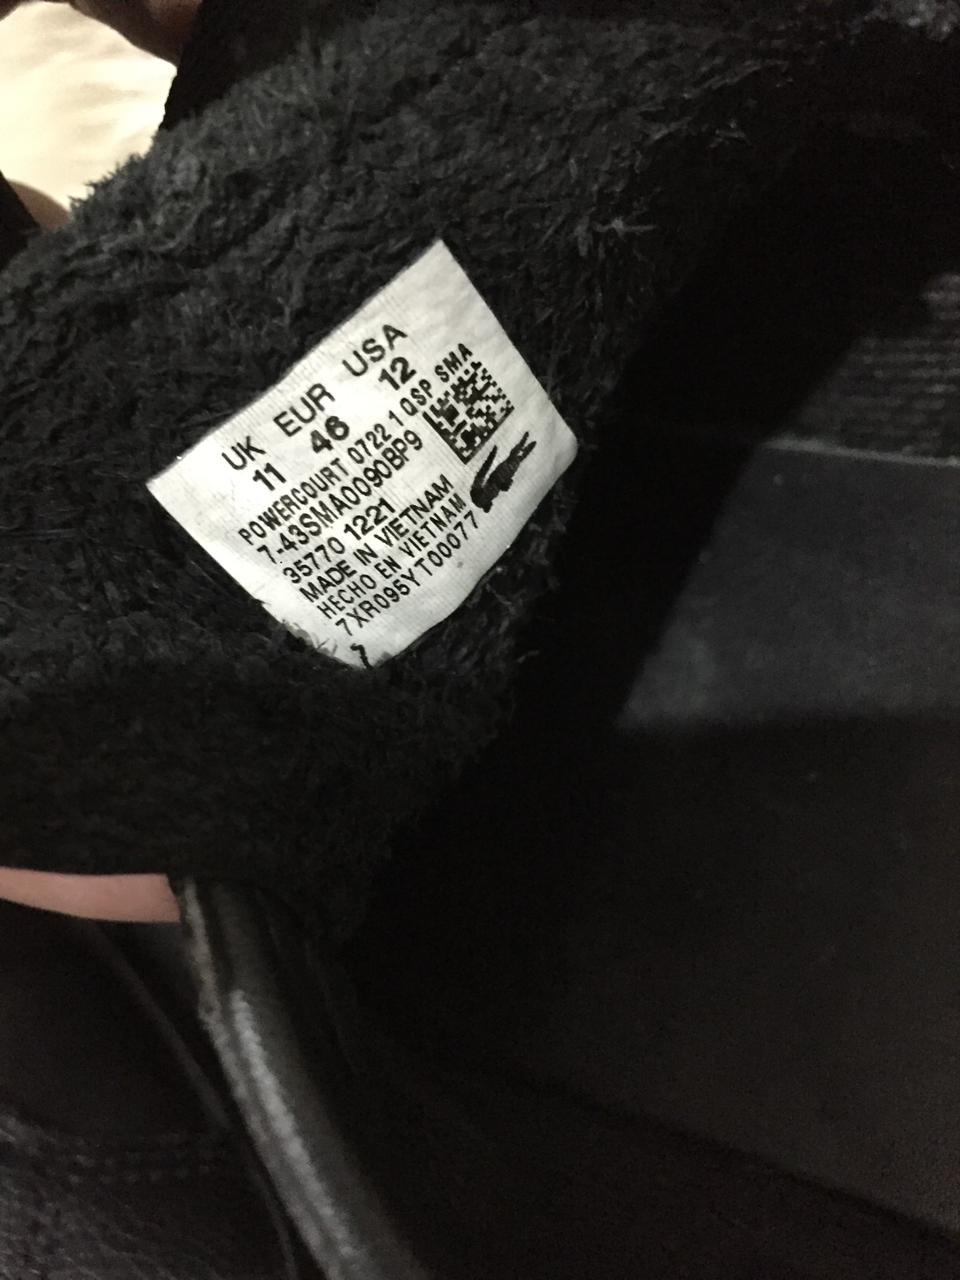 UK EUR USA
11 46 12
POWERCOURT 0722 1 QSP SMA
7-43SMA0090BP9
35770 1221
MADE IN VIETNAM
HECHO EN VIETNAM
7XR095YT00077